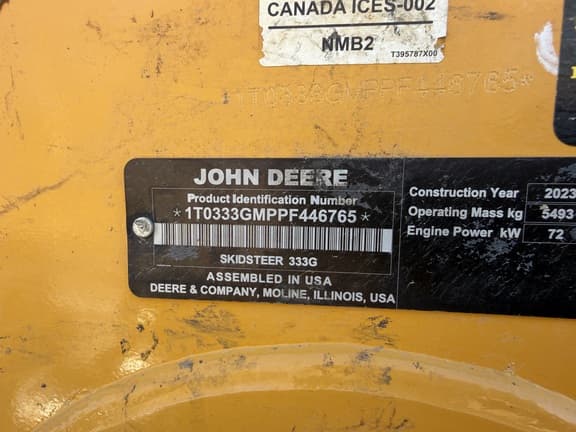 CANADA ICES-002
NMB2
T395787X00
JOHN DEERE
Product Identification Number
*1T0333GMPPF446765*
SKIDSTEER 333G
ASSEMBLED IN USA
DEERE & COMPANY, MOLINE, ILLINOIS, USA
Construction Year 2023
Operating Mass kg 5493
Engine Power kW 72